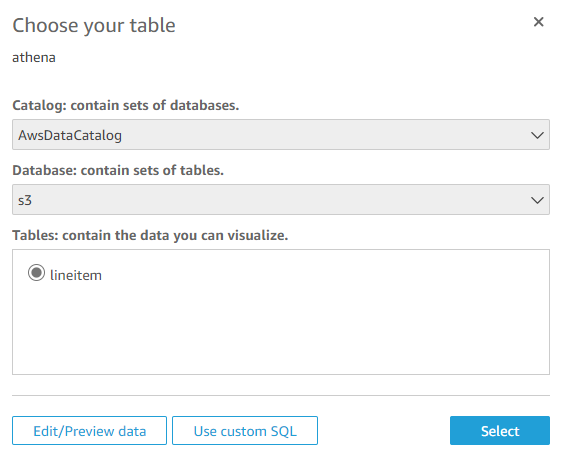 Choose your table
athena
Catalog: contain sets of databases.
AwsDataCatalog
Database: contain sets of tables.
s3
Tables: contain the data you can visualize.
lineitem
Edit/Preview data
Use custom SQL
Select